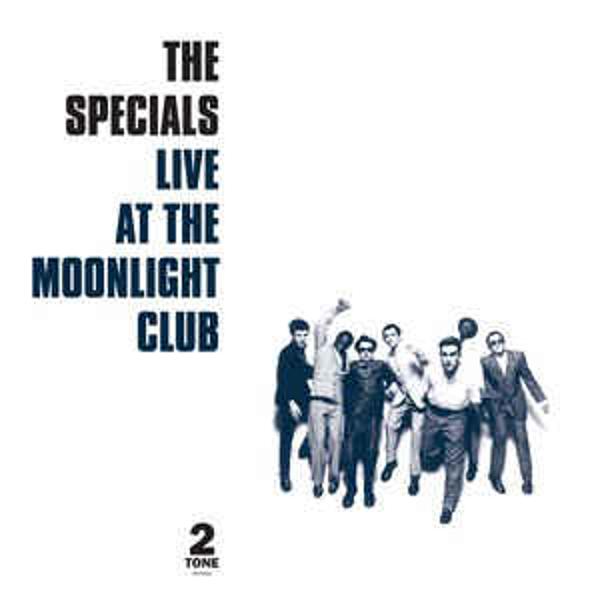 THE
SPECIALS
LIVE
AT THE
MOONLIGHT
CLUB
2
TONE